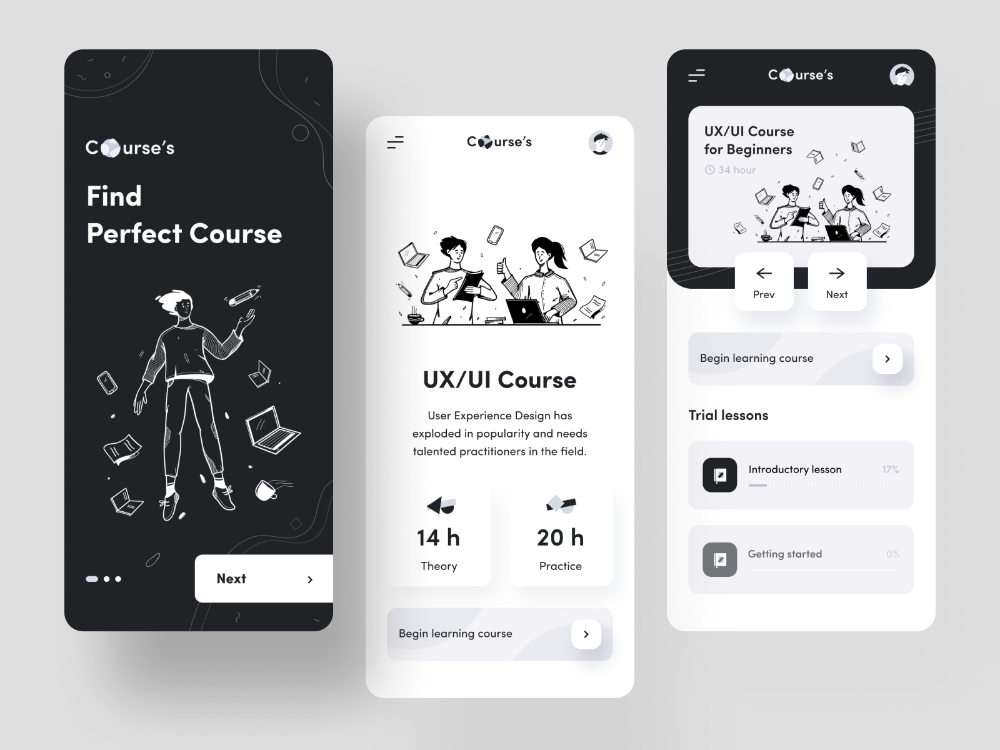 Course's
Find
Perfect Course
Next
Course's
UX/UI Course
User Experience Design has
exploded in popularity and needs
talented practitioners in the field.
14 h
Theory
20 h
Practice
Begin learning course
Course's
UX/UI Course
for Beginners
34 hour
Prev
Next
Begin learning course
Trial lessons
Introductory lesson
17%
Getting started
0%